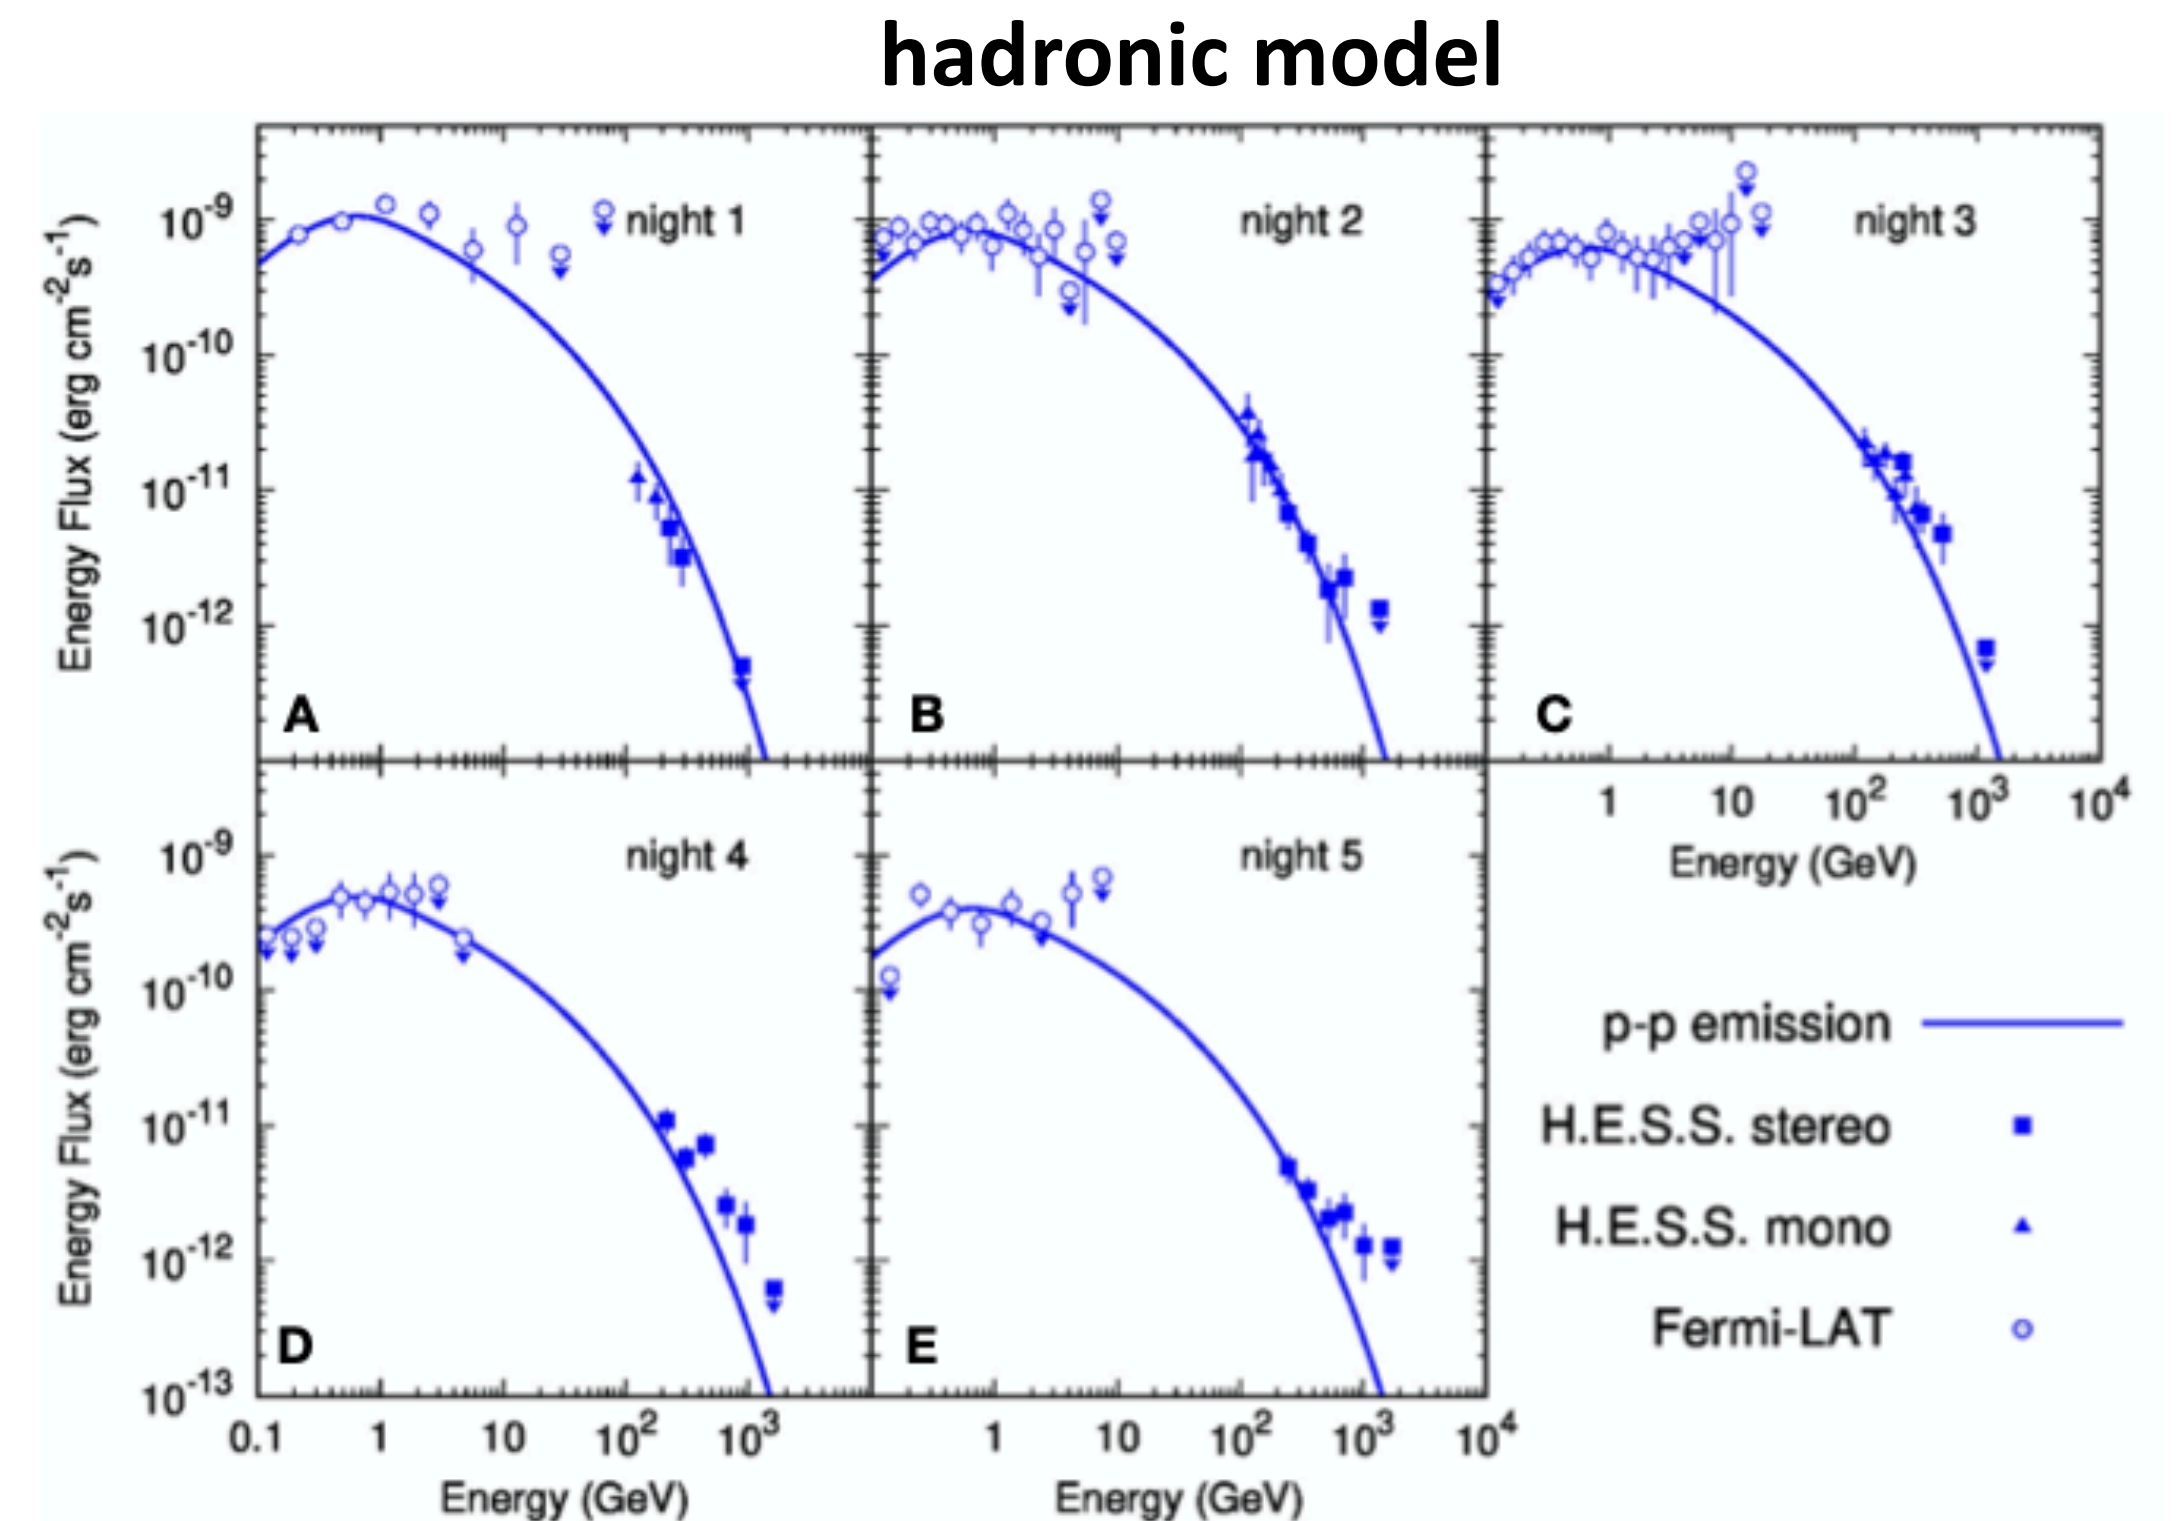 hadronic model
Energy Flux (erg cm⁻²s⁻¹)
10⁻⁹
10⁻¹⁰
10⁻¹¹
10⁻¹²
night 1
A
night 2
B
night 3
C
1 10 10² 10³ 10⁴
Energy (GeV)
Energy Flux (erg cm⁻²s⁻¹)
10⁻⁹
10⁻¹⁰
10⁻¹¹
10⁻¹²
10⁻¹³
night 4
D
night 5
E
0.1 1 10 10² 10³
1 10 10² 10³ 10⁴
Energy (GeV)
Energy (GeV)
p-p emission
H.E.S.S. stereo
H.E.S.S. mono
Fermi-LAT